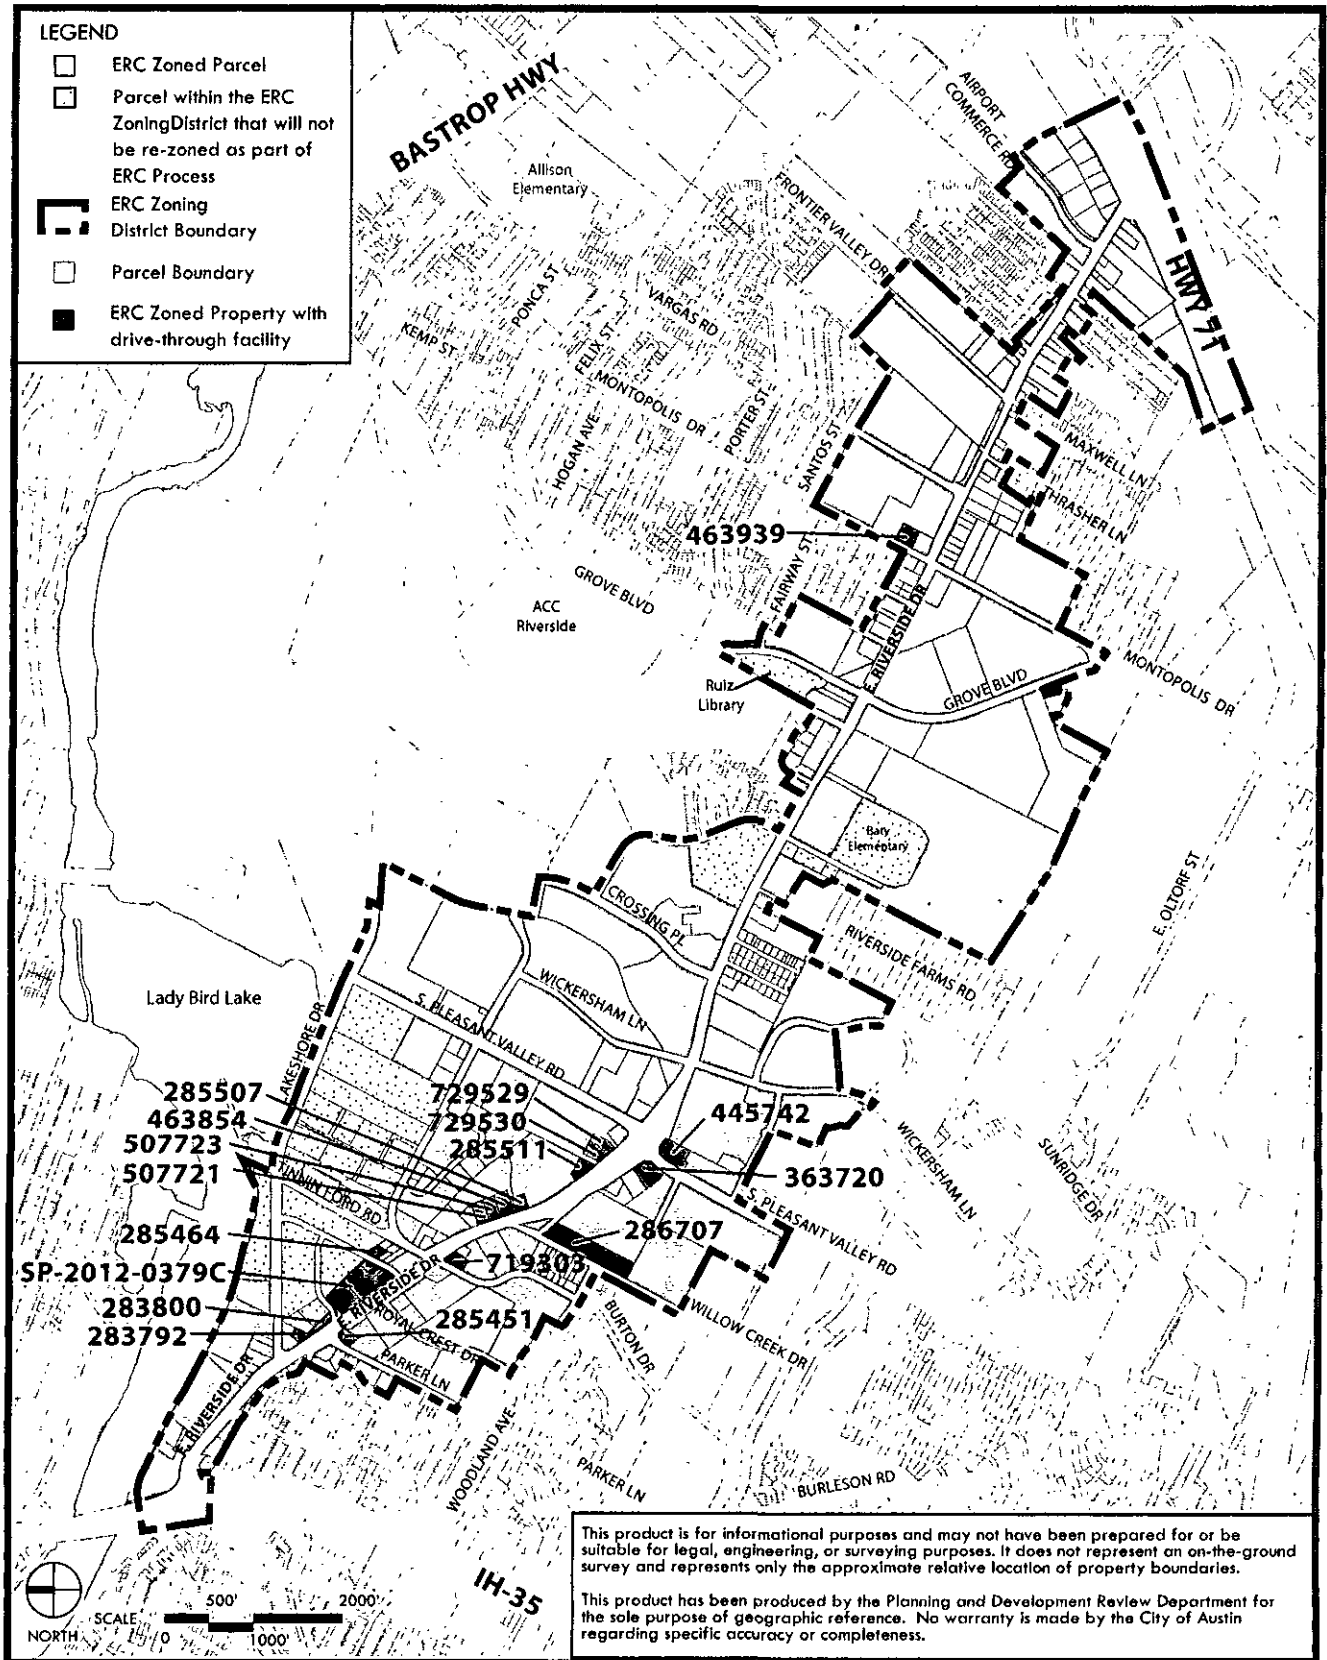 LEGEND
ERC Zoned Parcel
Parcel within the ERC
ZoningDistrict that will not
be re-zoned as part of
ERC Process
ERC Zoning
District Boundary
Parcel Boundary
ERC Zoned Property with
drive-through facility
BASTROP HWY
Allison
Elementary
AIRPORT
COMMERCE RD
FRONTIER VALLEY DR
HWY 71
KEMP ST
PONCA ST
FELIX ST
VARGAS RD
MONTOPOLIS DR
HOGAN AVE
PORTER ST
SANTOS ST
MAXWELL LN
THRASHER LN
463939
FAIRWAY ST
GROVE BLVD
ACC
Riverside
E. RIVERSIDE DR
Ruiz
Library
GROVE BLVD
MONTOPOLIS DR
Baty
Elementary
E. OLTORF ST
CROSSING PL
RIVERSIDE FARMS RD
Lady Bird Lake
LAKESHORE DR
S. PLEASANT VALLEY RD
WICKERSHAM LN
285507
463854
507723
507721
729529
729530
285511
445742
363720
WICKERSHAM LN
SUNRIDGE DR
S. PLEASANT VALLEY RD
TINNIN FORD RD
285464
SP-2012-0379C
283800
283792
286707
719303
285451
E. RIVERSIDE DR
ROYAL CREST DR
PARKER LN
BURTON DR
WILLOW CREEK DR
E. RIVERSIDE DR
WOODLAND AVE
PARKER LN
BURLESON RD
IH-35
NORTH
SCALE
500' 2000'
0 1000'
This product is for informational purposes and may not have been prepared for or be
suitable for legal, engineering, or surveying purposes. It does not represent an on-the-ground
survey and represents only the approximate relative location of property boundaries.
This product has been produced by the Planning and Development Review Department for
the sole purpose of geographic reference. No warranty is made by the City of Austin
regarding specific accuracy or completeness.